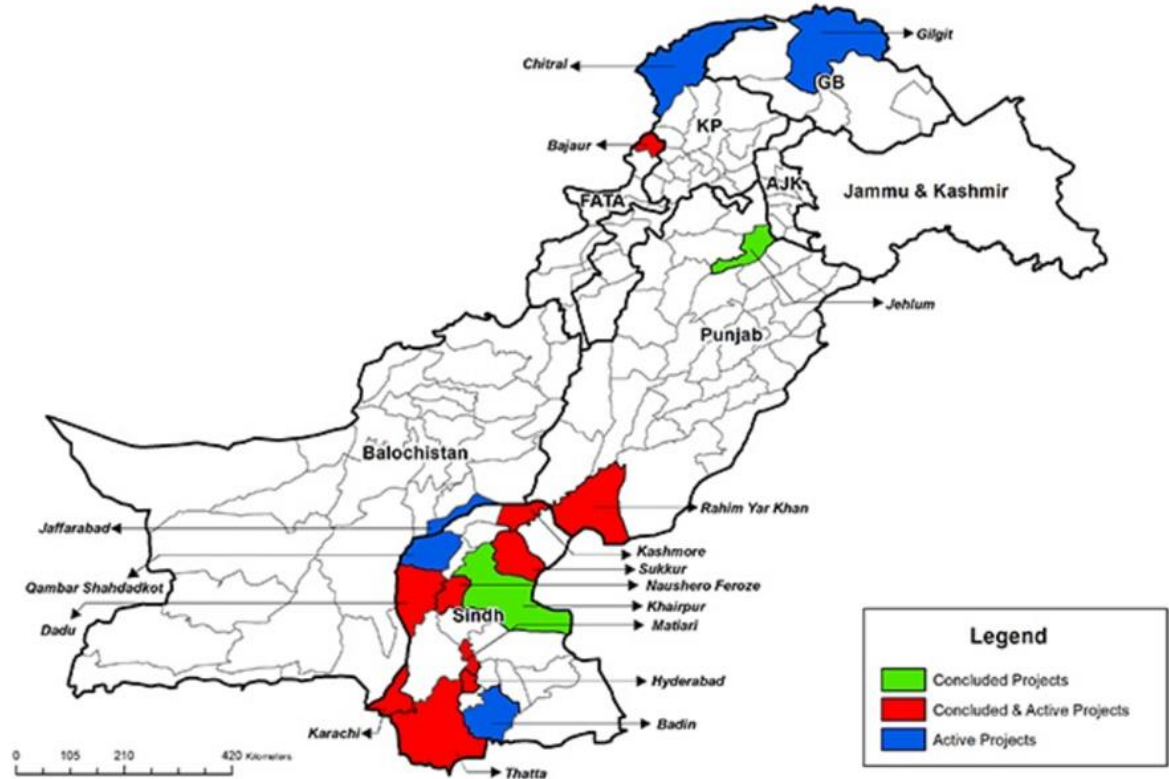 Gilgit
Chitral
GB
KP
Bajaur
AJK
Jammu & Kashmir
FATA
Jehlum
Punjab
Balochistan
Rahim Yar Khan
Jaffarabad
Kashmore
Sukkur
Qambar Shahdadkot
Naushero Feroze
Khairpur
Sindh
Dadu
Matiari
Hyderabad
Badin
Karachi
Thatta
0 105 210 420 Kilometers
Legend
Concluded Projects
Concluded & Active Projects
Active Projects